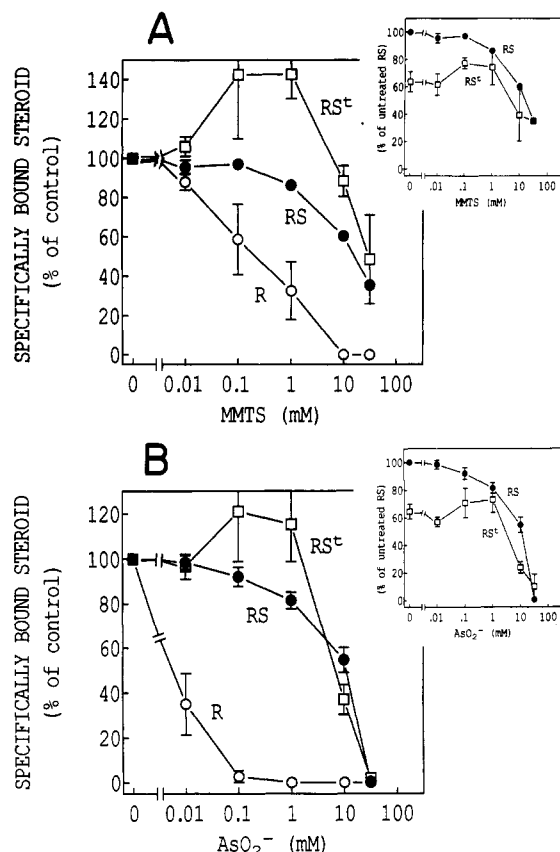 A
SPECIFICALLY BOUND STEROID
(% of control)
140
120
100
80
60
40
20
0
RSᵗ
RS
R
0 0.01 0.1 1 10 100
MMTS (mM)
(% of untreated RS)
100
80
60
40
20
0
RS
RSᵗ
0 .01 .1 1 10 100
MMTS (mM)
B
SPECIFICALLY BOUND STEROID
(% of control)
120
100
80
60
40
20
0
RSᵗ
RS
R
0 0.01 0.1 1 10 100
AsO₂⁻ (mM)
(% of untreated RS)
100
80
60
40
20
0
RS
RSᵗ
0 .01 .1 1 10 100
AsO₂⁻ (mM)